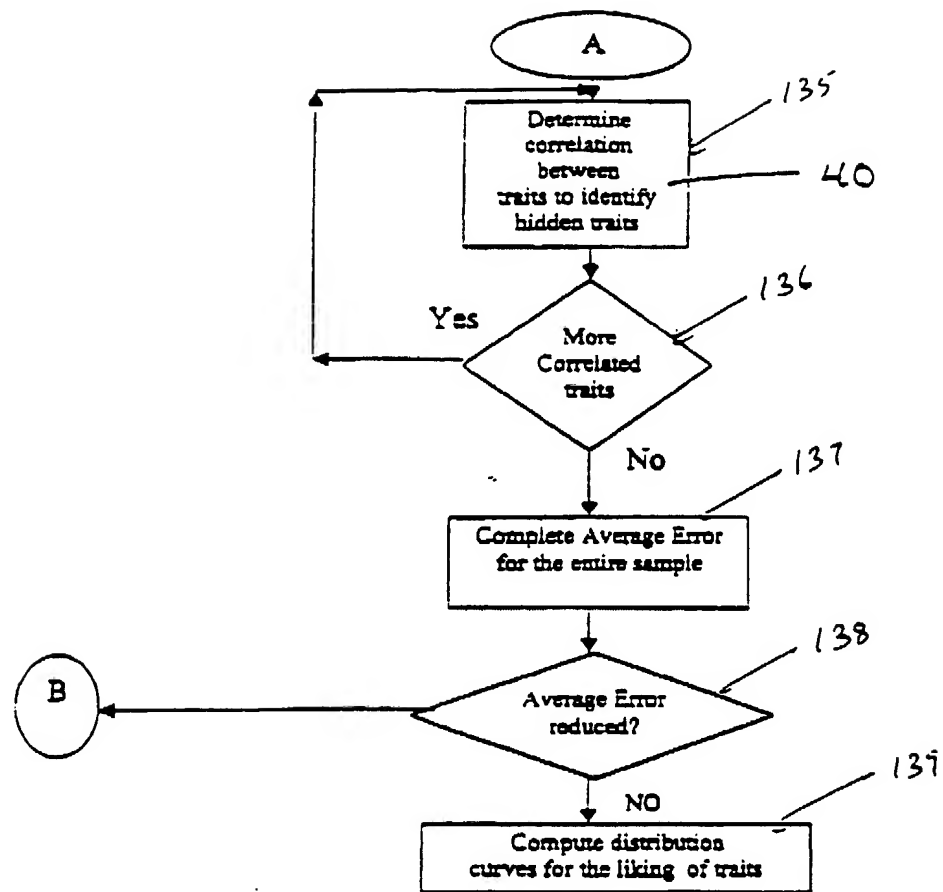 A
135
Determine
correlation
between
traits to identify
hidden traits
40
136
Yes
More
Correlated
traits
No
137
Complete Average Error
for the entire sample
138
B
Average Error
reduced?
139
NO
Compute distribution
curves for the liking of traits